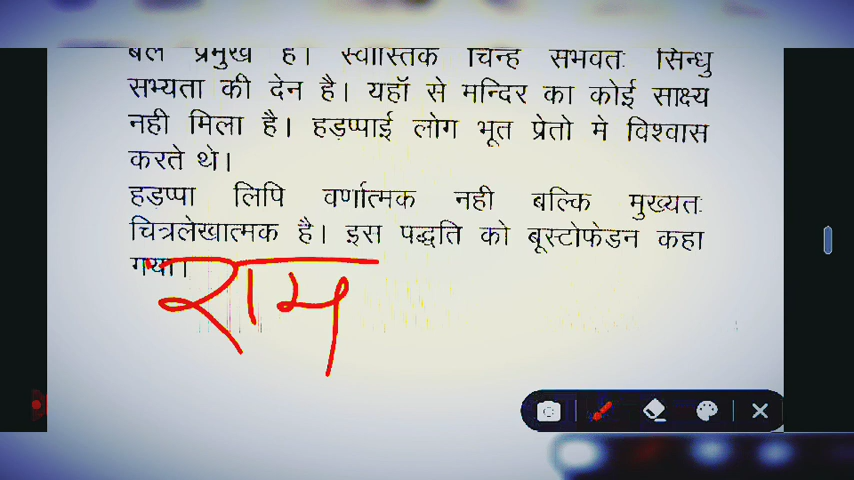 बैल प्रमुख है। स्वास्तिक चिन्ह संभवतः सिन्धु
सभ्यता की देन है। यहाँ से मन्दिर का कोई साक्ष्य
नही मिला है। हड़प्पाई लोग भूत प्रेतो मे विश्वास
करते थे।
हड़प्पा लिपि वर्णात्मक नही बल्कि मुख्यतः
चित्रलेखात्मक है। इस पद्धति को बूस्टोफेडन कहा
गया।
राम